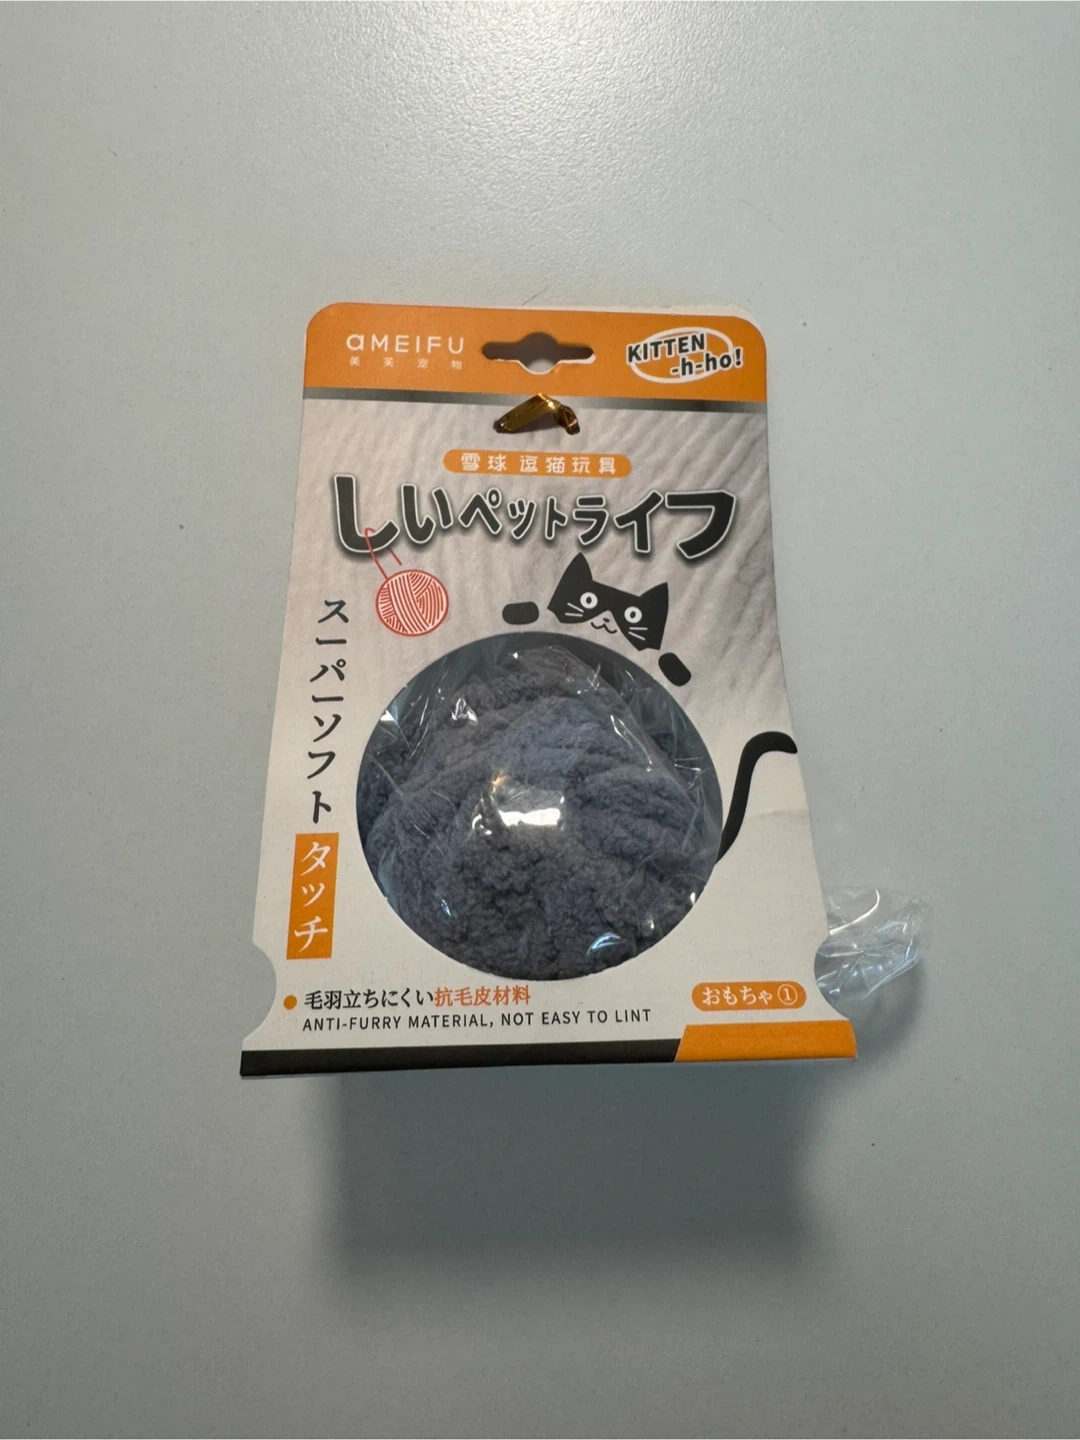 aMEIFU
美芙宠物
KITTEN
-h-ho!
雪球 逗猫玩具
しいペットライフ
スーパーソフト
タッチ
毛羽立ちにくい抗毛皮材料
ANTI-FURRY MATERIAL, NOT EASY TO LINT
おもちゃ①